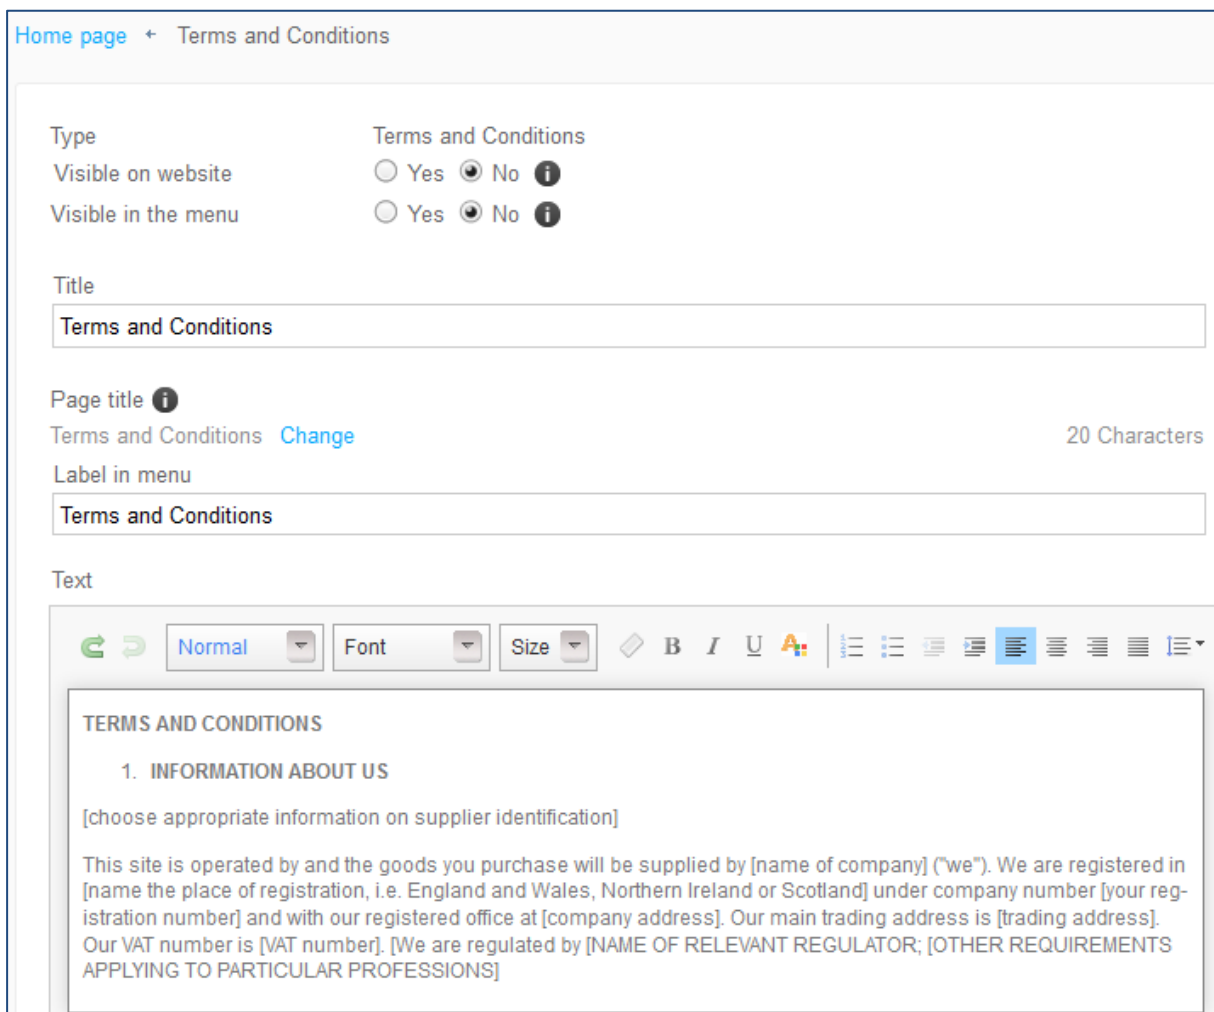 Home page Terms and Conditions
Type Terms and Conditions
Visible on website Yes No i
Visible in the menu Yes No i
Title
Terms and Conditions
Page title i
Terms and Conditions Change 20 Characters
Label in menu
Terms and Conditions
Text
Normal Font Size B I U A
TERMS AND CONDITIONS
1. INFORMATION ABOUT US
[choose appropriate information on supplier identification]
This site is operated by and the goods you purchase will be supplied by [name of company] ("we"). We are registered in
[name the place of registration, i.e. England and Wales, Northern Ireland or Scotland] under company number [your reg-
istration number] and with our registered office at [company address]. Our main trading address is [trading address].
Our VAT number is [VAT number]. [We are regulated by [NAME OF RELEVANT REGULATOR; [OTHER REQUIREMENTS
APPLYING TO PARTICULAR PROFESSIONS]